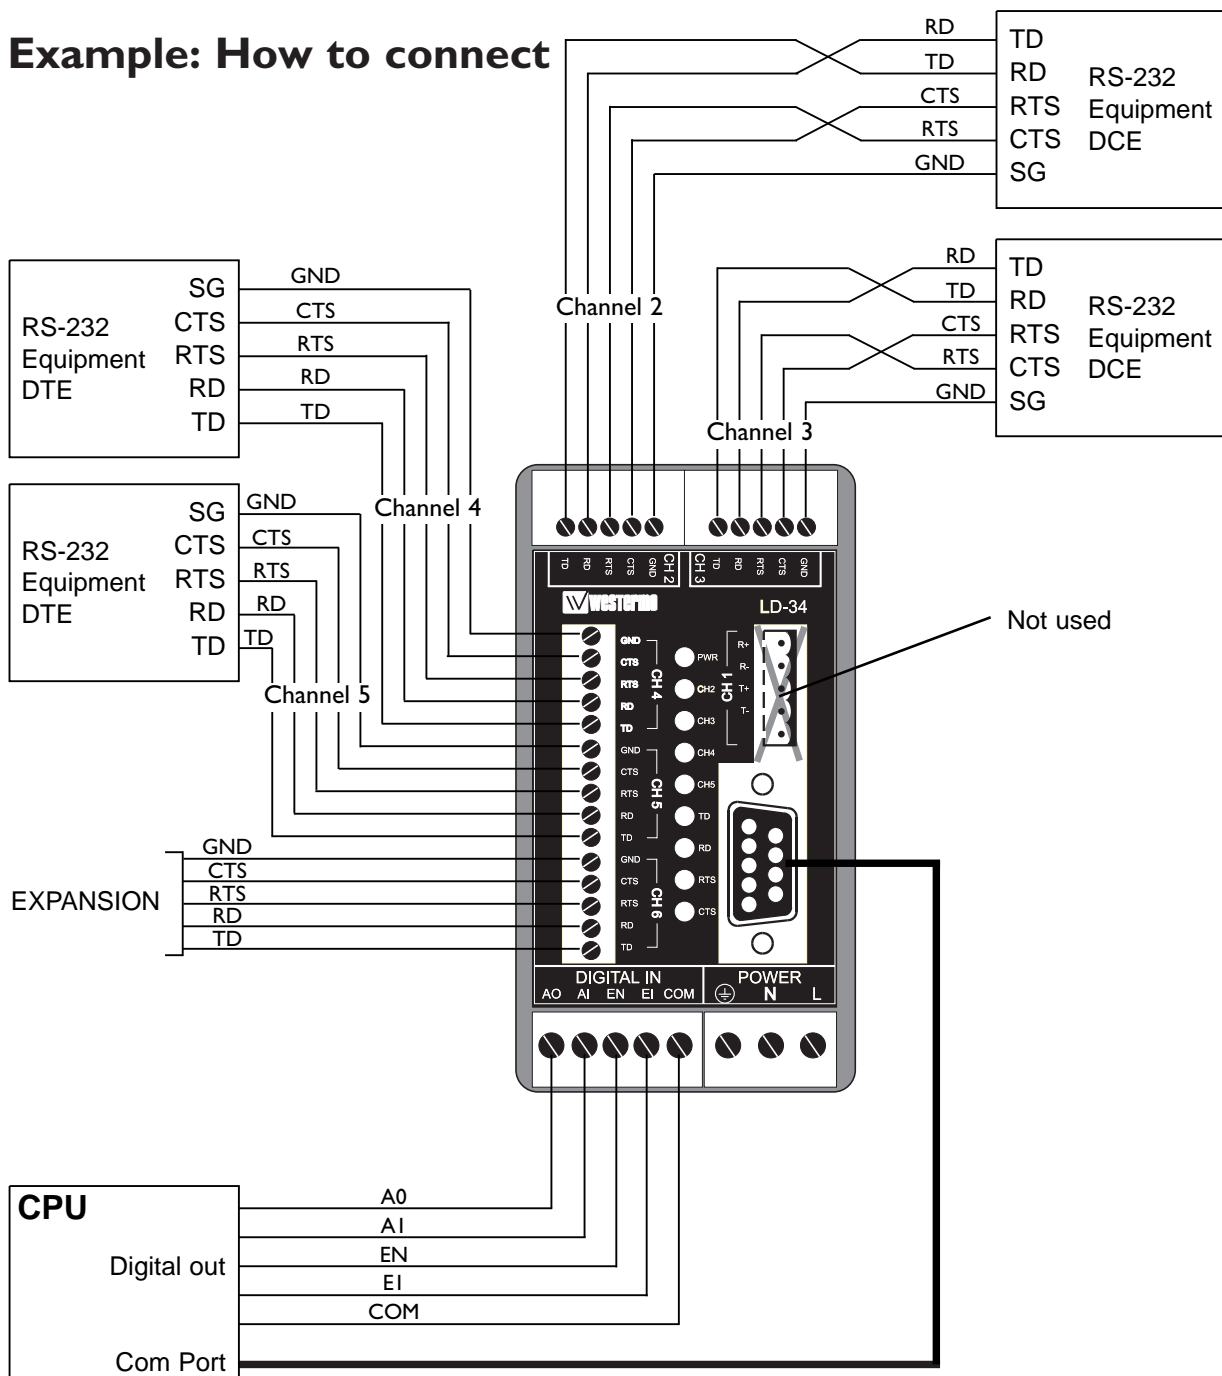 Example: How to connect
RD
TD
CTS
RTS
GND
TD
RD
RTS
CTS
SG
RS-232
Equipment
DCE
RD
TD
CTS
RTS
GND
TD
RD
RTS
CTS
SG
RS-232
Equipment
DCE
Channel 2
Channel 3
RS-232
Equipment
DTE
SG
CTS
RTS
RD
TD
GND
CTS
RTS
RD
TD
Channel 4
RS-232
Equipment
DTE
SG
CTS
RTS
RD
TD
GND
CTS
RTS
RD
TD
Channel 5
EXPANSION
GND
CTS
RTS
RD
TD
TD
RD
RTS
CTS
GND
CH 2
CH 3
TD
RD
RTS
CTS
GND
Westermo
LD-34
Not used
GND
CTS
RTS
RD
TD
CH 4
GND
CTS
RTS
RD
TD
CH 5
GND
CTS
RTS
RD
TD
CH 6
PWR
CH2
CH3
CH4
CH5
TD
RD
RTS
CTS
CH 1
R+
R-
T+
T-
DIGITAL IN
AO AI EN EI COM
POWER
N L
CPU
Digital out
Com Port
A0
A1
EN
E1
COM